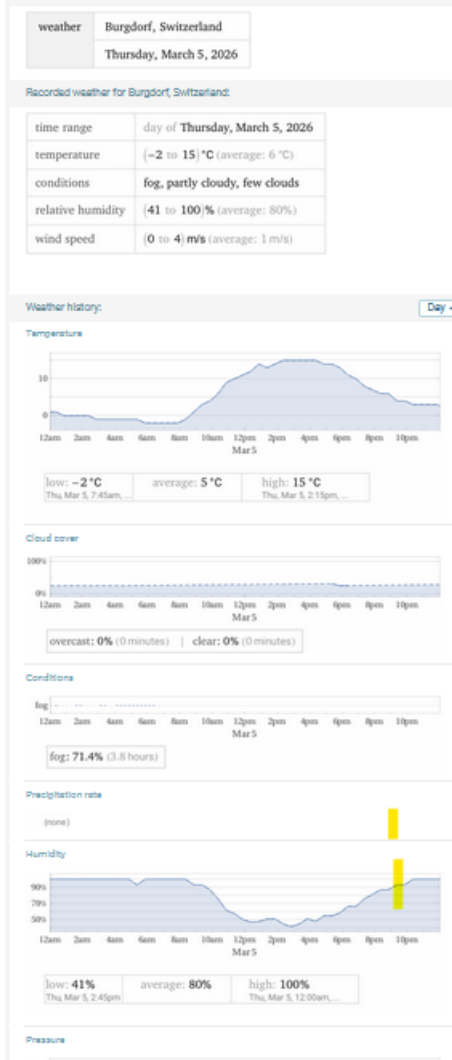 weather
Burgdorf, Switzerland
Thursday, March 5, 2026
Recorded weather for Burgdorf, Switzerland:
time range day of Thursday, March 5, 2026
temperature (−2 to 15) °C (average: 6 °C)
conditions fog, partly cloudy, few clouds
relative humidity (41 to 100)% (average: 80%)
wind speed (0 to 4) m/s (average: 1 m/s)
Weather history:
Day
Temperature
10
0
12am 2am 4am 6am 8am 10am 12pm 2pm 4pm 6pm 8pm 10pm
Mar 5
low: −2 °C average: 5 °C high: 15 °C
Thu, Mar 5, 7:45am, ... Thu, Mar 5, 2:15pm, ...
Cloud cover
100%
0%
12am 2am 4am 6am 8am 10am 12pm 2pm 4pm 6pm 8pm 10pm
Mar 5
overcast: 0% (0 minutes) | clear: 0% (0 minutes)
Conditions
fog
12am 2am 4am 6am 8am 10am 12pm 2pm 4pm 6pm 8pm 10pm
Mar 5
fog: 71.4% (3.8 hours)
Precipitation rate
(none)
Humidity
90%
70%
50%
12am 2am 4am 6am 8am 10am 12pm 2pm 4pm 6pm 8pm 10pm
Mar 5
low: 41% average: 80% high: 100%
Thu, Mar 5, 2:45pm Thu, Mar 5, 12:00am, ...
Pressure